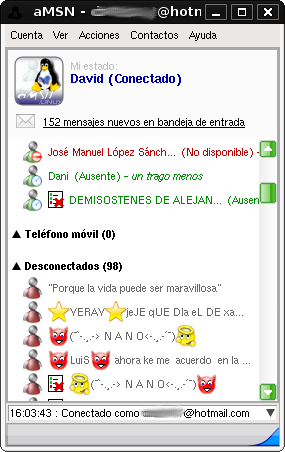 aMSN - @hotn
Cuenta Ver Acciones Contactos Ayuda
Mi estado:
David (Conectado)
152 mensajes nuevos en bandeja de entrada
José Manuel López Sánch... (No disponible) -
Dani (Ausente) - un trago menos
DEMISOSTENES DE ALEJAN... (Ausen
▲ Teléfono móvil (0)
▲ Desconectados (98)
"Porque la vida puede ser maravillosa"
YERAY jeJE qUE DIa eL DE xa...
(¯`·._.·› N A N O‹·._.·´¯)
LuiS ahora ke me acuerdo en la ...
(¯`·._.·› N A N O‹·._.·´¯)
16:03:43 : Conectado como @hotmail.com